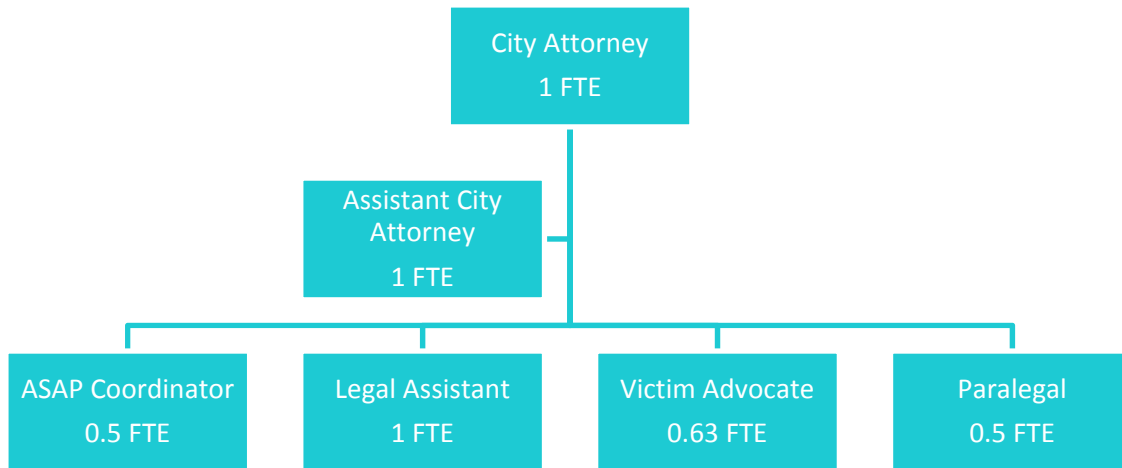 City Attorney
1 FTE
Assistant City
Attorney
1 FTE
ASAP Coordinator
0.5 FTE
Legal Assistant
1 FTE
Victim Advocate
0.63 FTE
Paralegal
0.5 FTE